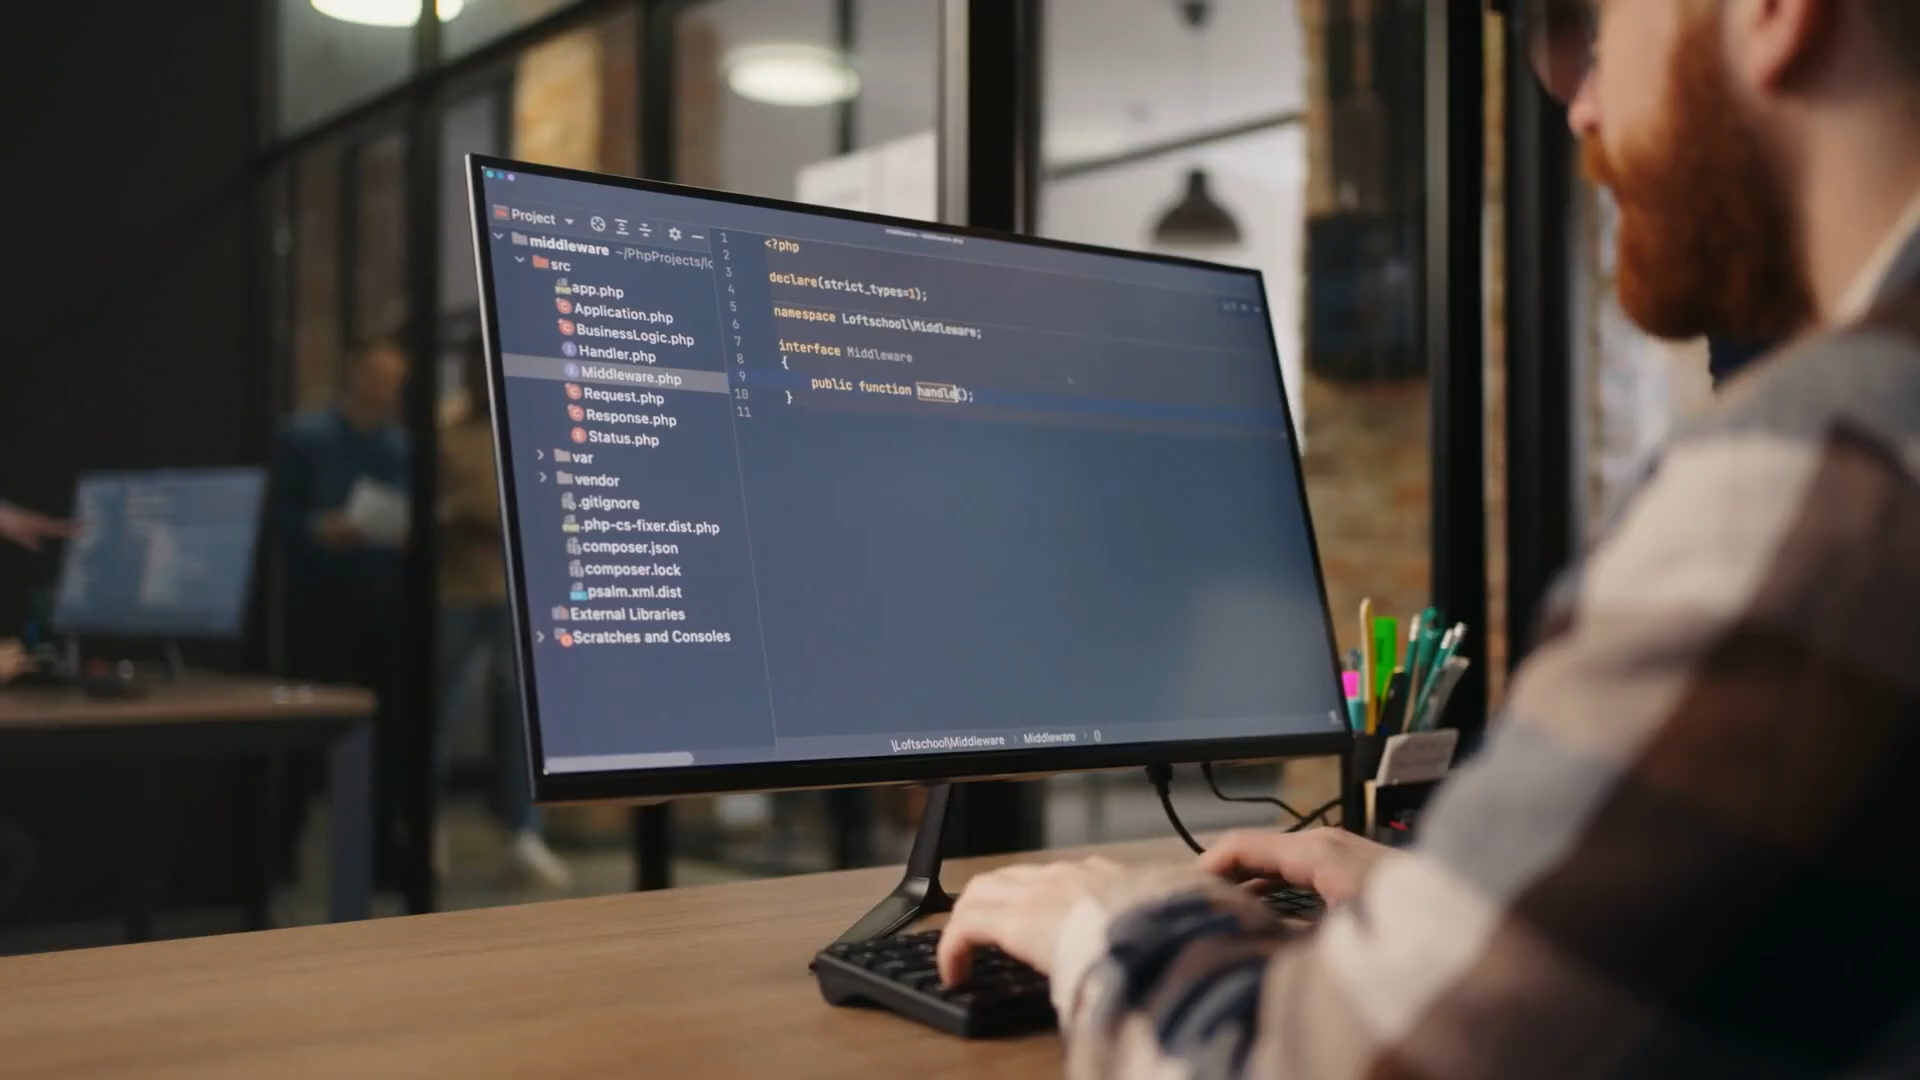 Project
middleware ~/PhpProjects/lc
src
app.php
Application.php
BusinessLogic.php
Handler.php
Middleware.php
Request.php
Response.php
Status.php
var
vendor
.gitignore
.php-cs-fixer.dist.php
composer.json
composer.lock
psalm.xml.dist
External Libraries
Scratches and Consoles
1 <?php
2
3 declare(strict_types=1);
4
5 namespace Loftschool\Middleware;
6
7 interface Middleware
8 {
9 public function handle();
10 }
11
\Loftschool\Middleware > Middleware > ()